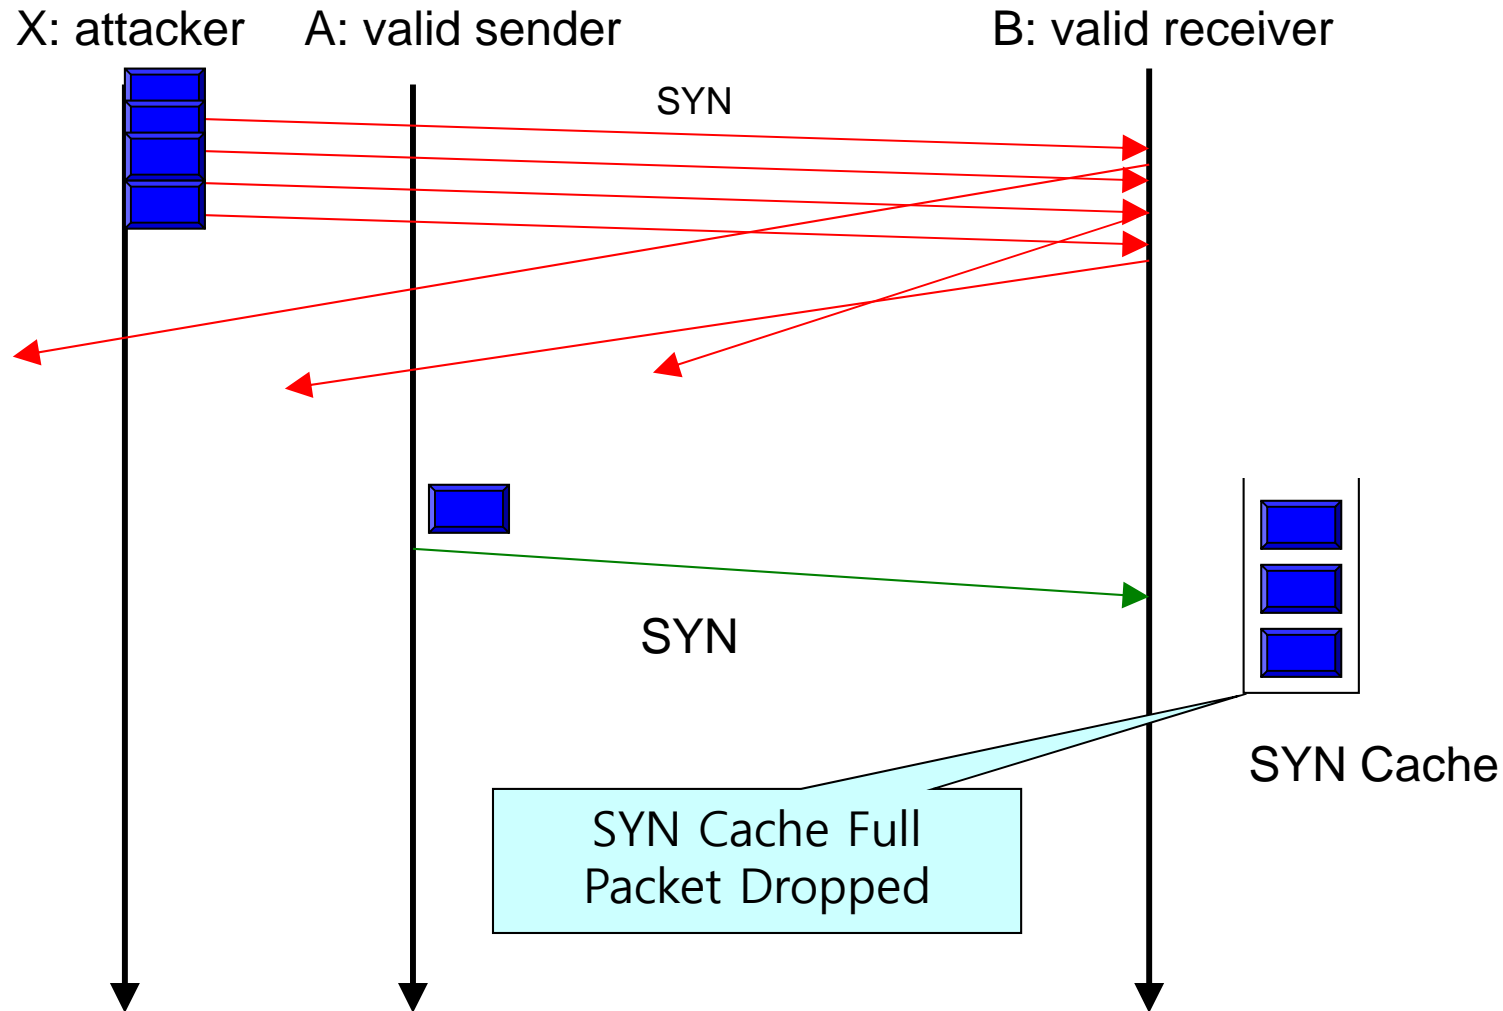 X: attacker
A: valid sender
B: valid receiver
SYN
SYN
SYN Cache
SYN Cache Full
Packet Dropped